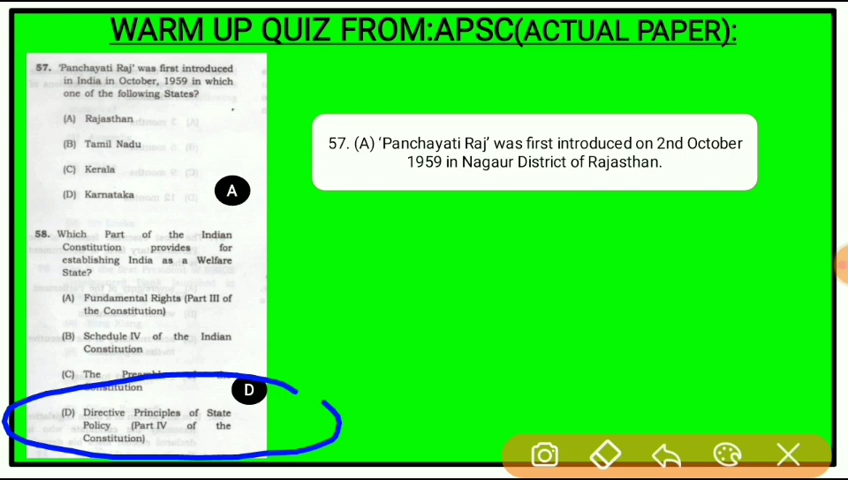 WARM UP QUIZ FROM:APSC(ACTUAL PAPER):
57. 'Panchayati Raj' was first introduced
in India in October, 1959 in which
one of the following States?
(A) Rajasthan
(B) Tamil Nadu
(C) Kerala
(D) Karnataka
A
58. Which Part of the Indian
Constitution provides for
establishing India as a Welfare
State?
(A) Fundamental Rights (Part III of
the Constitution)
(B) Schedule IV of the Indian
Constitution
(C) The Preamble
Constitution
D
(D) Directive Principles of State
Policy (Part IV of the
Constitution)
57. (A) ‘Panchayati Raj’ was first introduced on 2nd October
1959 in Nagaur District of Rajasthan.